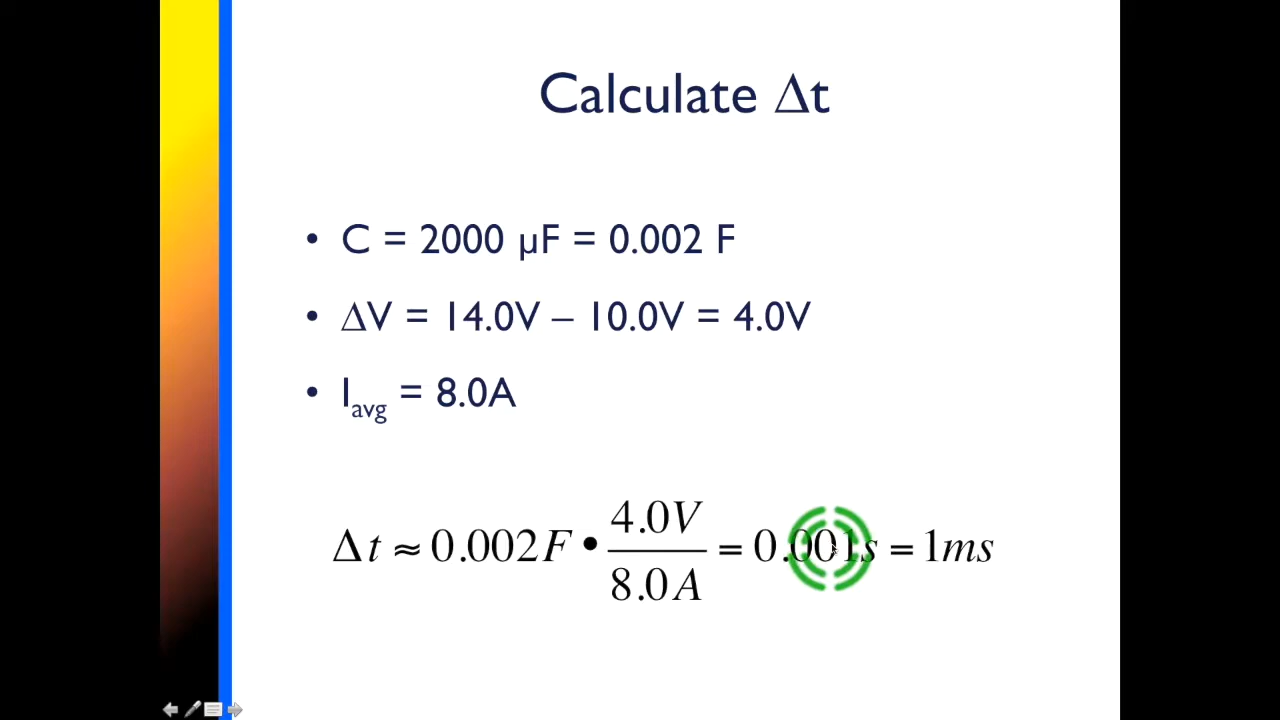 Calculate Δt
• C = 2000 µF = 0.002 F
• ΔV = 14.0V – 10.0V = 4.0V
• Iavg = 8.0A
Δt ≈ 0.002F • 4.0V / 8.0A = 0.001s = 1ms